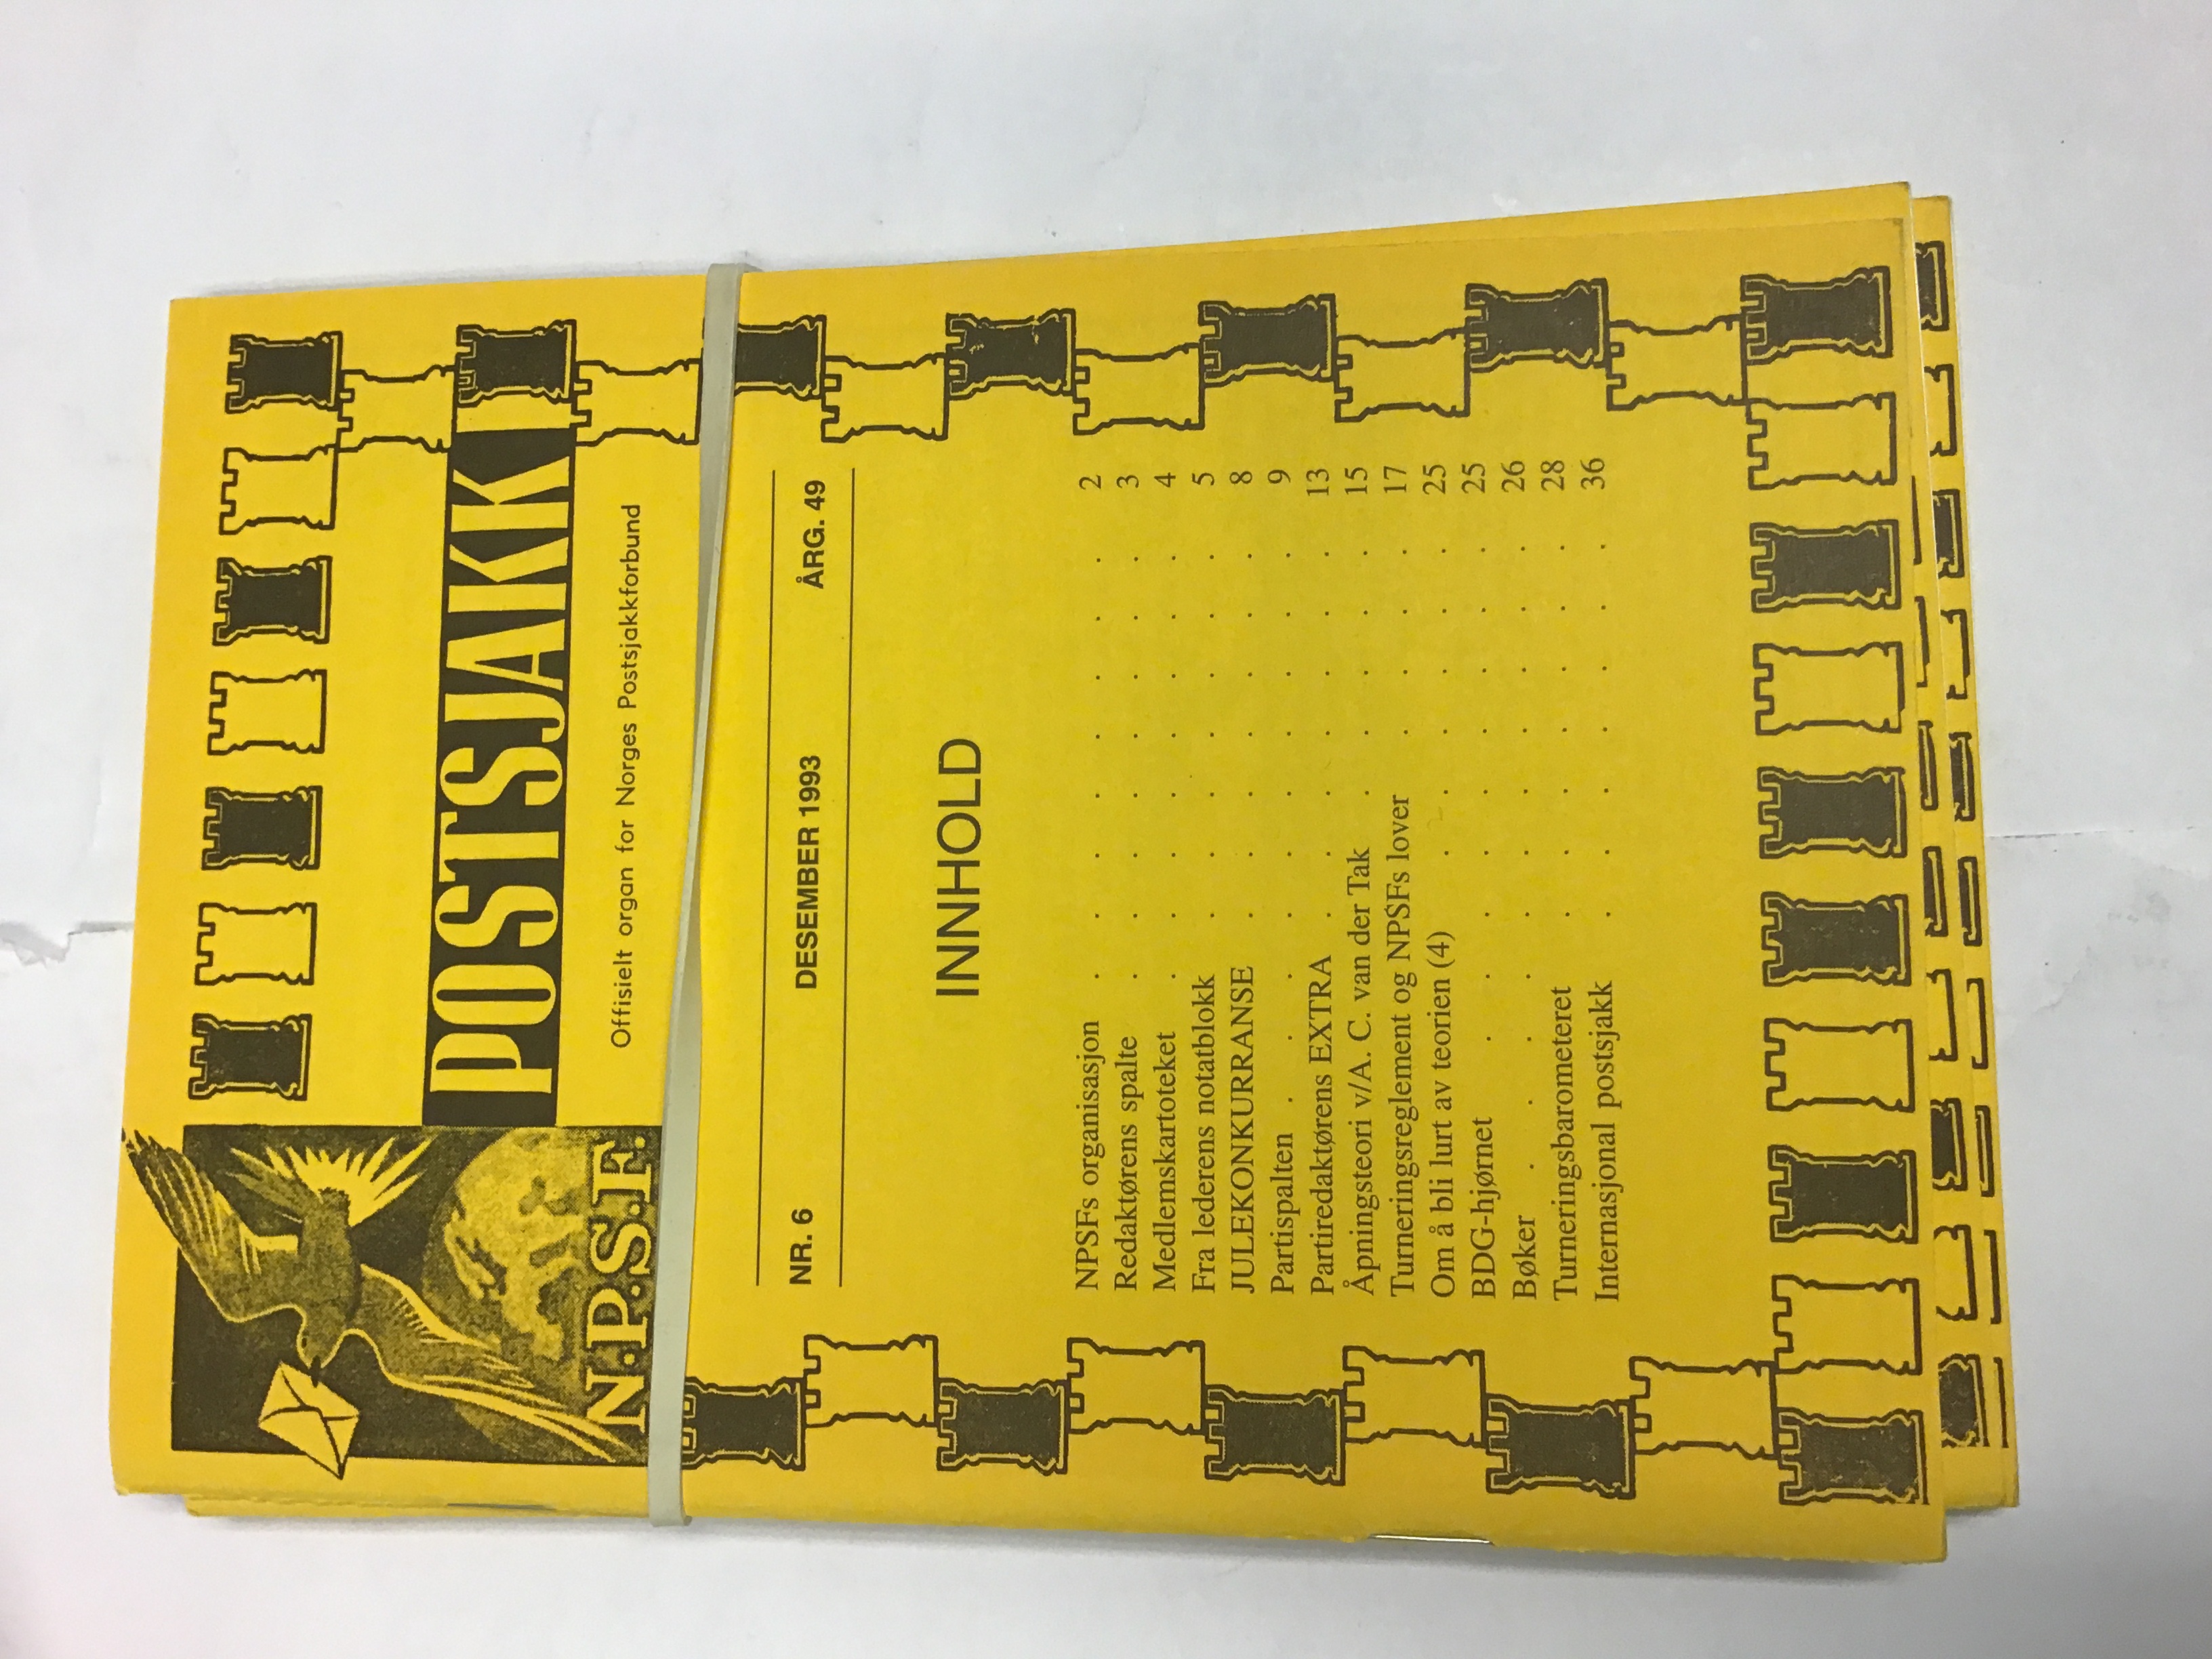 POSTSJAKK
Offisielt organ for Norges Postsjakkforbund
N.P.S.F.
NR. 6 DESEMBER 1993 ÅRG. 49
INNHOLD
NPSFs organisasjon . . . . . . . . 2
Redaktørens spalte . . . . . . . . 3
Medlemskartoteket . . . . . . . . 4
Fra lederens notatblokk . . . . . . . 5
JULEKONKURRANSE . . . . . . . 8
Partispalten . . . . . . . . . . 9
Partiredaktørens EXTRA . . . . . . . 13
Åpningsteori v/A. C. van der Tak . . . . . 15
Turneringsreglement og NPSFs lover . . . . 17
Om å bli lurt av teorien (4) . . . . . . 25
BDG-hjørnet . . . . . . . . . 25
Bøker . . . . . . . . . . . 26
Turneringsbarometeret . . . . . . . 28
Internasjonal postsjakk . . . . . . . 36